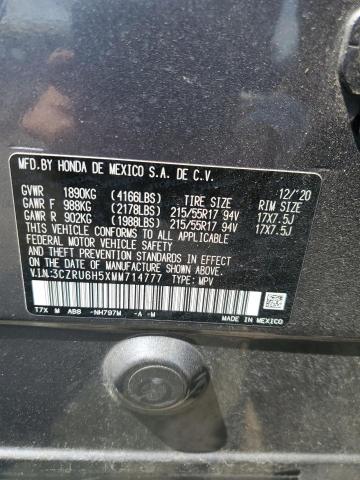 MFD.BY HONDA DE MEXICO S.A. DE C.V.
12/'20
GVWR 1890KG (4166LBS) TIRE SIZE RIM SIZE
GAWR F 988KG (2178LBS) 215/55R17 94V 17X7.5J
GAWR R 902KG (1988LBS) 215/55R17 94V 17X7.5J
THIS VEHICLE CONFORMS TO ALL APPLICABLE
FEDERAL MOTOR VEHICLE SAFETY AND THEFT
PREVENTION STANDARDS IN EFFECT ON THE DATE OF
MANUFACTURE SHOWN ABOVE.
V.I.N:3CZRU6H5XMM714777 TYPE: MPV
T7X M AB8 -NH797M -A -M
MADE IN MEXICO